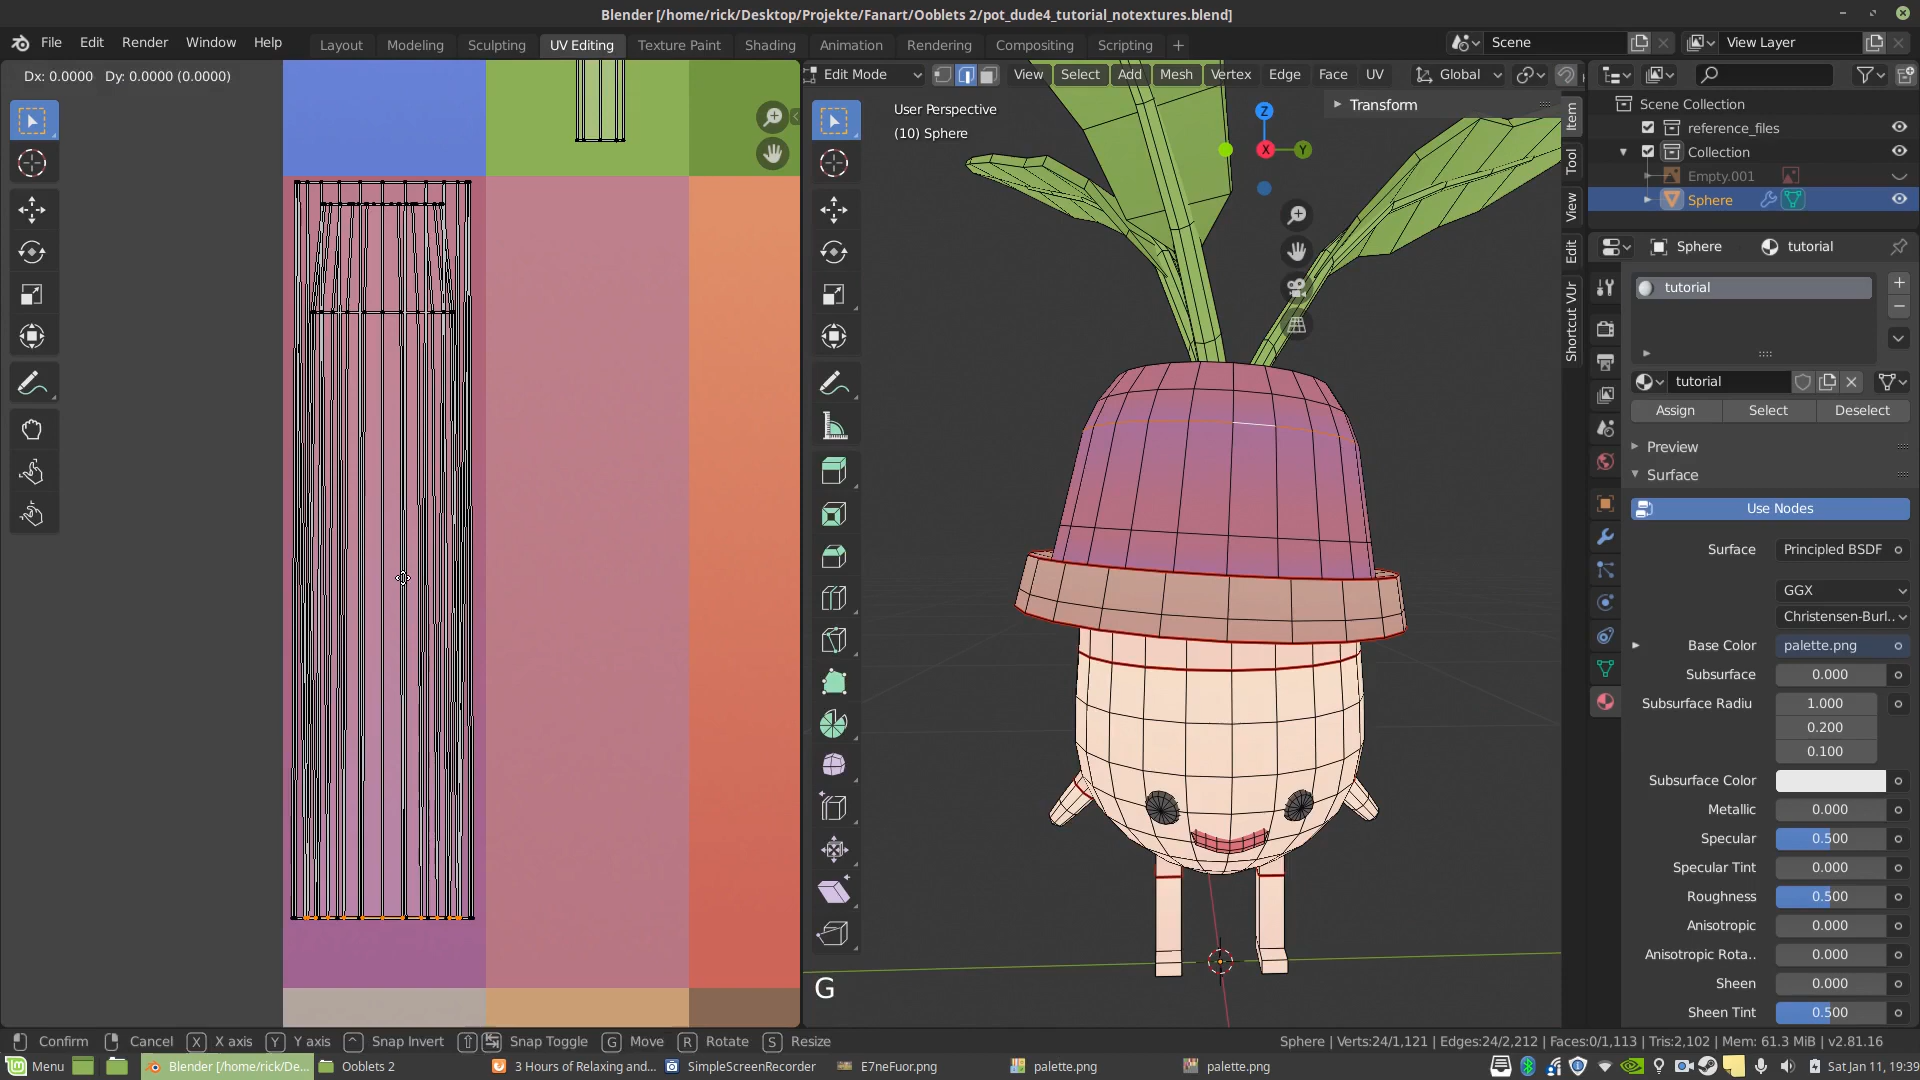 Blender [/home/rick/Desktop/Projekte/Fanart/Ooblets 2/pot_dude4_tutorial_notextures.blend]
File Edit Render Window Help
Layout Modeling Sculpting UV Editing Texture Paint Shading Animation Rendering Compositing Scripting +
Scene
View Layer
Dx: 0.0000 Dy: 0.0000 (0.0000)
Edit Mode
View Select Add Mesh Vertex Edge Face UV
Global
User Perspective
(10) Sphere
Transform
Z
X
Y
Item
Tool
View
Edit
Shortcut VUr
G
Scene Collection
reference_files
Collection
Empty.001
Sphere
Sphere
tutorial
tutorial
tutorial
Assign Select Deselect
Preview
Surface
Use Nodes
Surface Principled BSDF
GGX
Christensen-Burl..
Base Color palette.png
Subsurface 0.000
Subsurface Radiu 1.000
0.200
0.100
Subsurface Color
Metallic 0.000
Specular 0.500
Specular Tint 0.000
Roughness 0.500
Anisotropic 0.000
Anisotropic Rota.. 0.000
Sheen 0.000
Sheen Tint 0.500
Confirm Cancel X X axis Y Y axis ^ Snap Invert Snap Toggle G Move R Rotate S Resize
Sphere | Verts:24/1,121 | Edges:24/2,212 | Faces:0/1,113 | Tris:2,102 | Mem: 61.3 MiB | v2.81.16
Menu
Blender [/home/rick/De...
Ooblets 2
3 Hours of Relaxing and...
SimpleScreenRecorder
E7neFuor.png
palette.png
palette.png
Sat Jan 11, 19:39